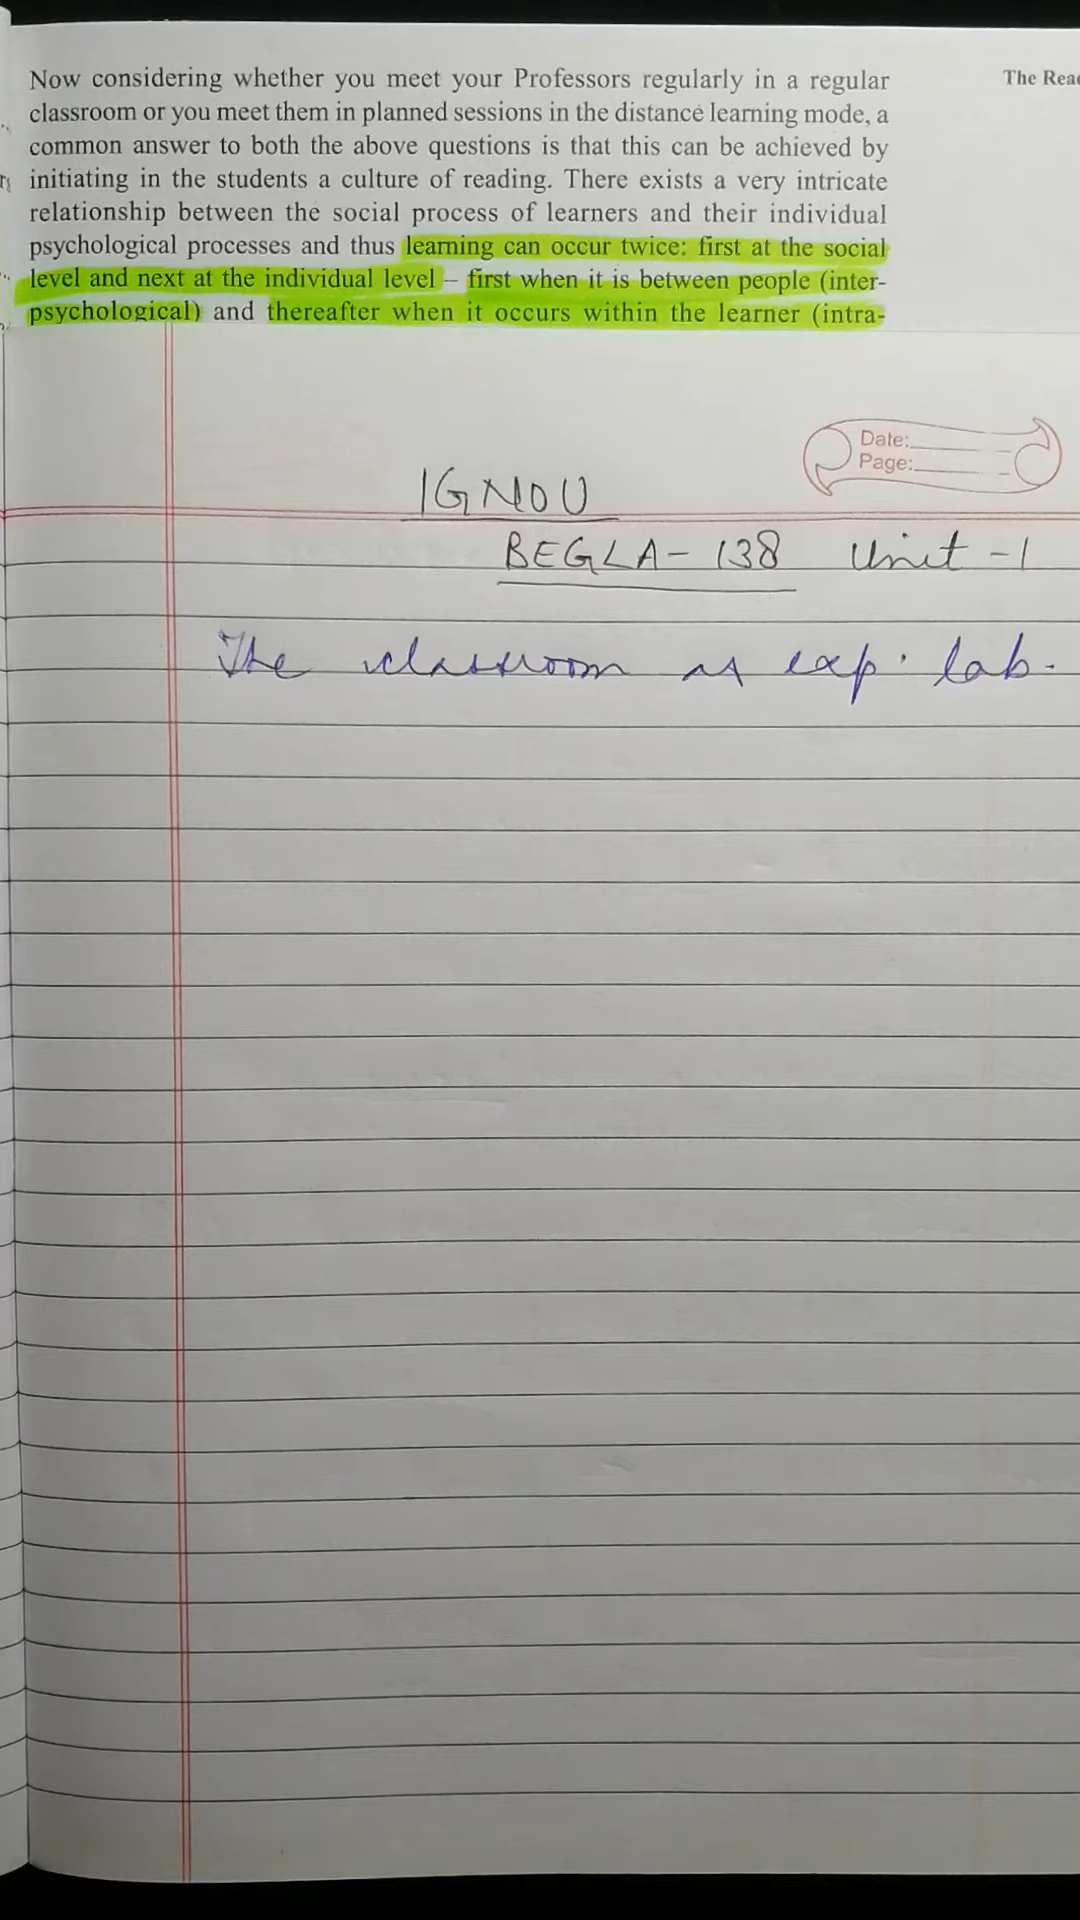 Now considering whether you meet your Professors regularly in a regular
classroom or you meet them in planned sessions in the distance learning mode, a
common answer to both the above questions is that this can be achieved by
initiating in the students a culture of reading. There exists a very intricate
relationship between the social process of learners and their individual
psychological processes and thus learning can occur twice: first at the social
level and next at the individual level – first when it is between people (inter-
psychological) and thereafter when it occurs within the learner (intra-
The Rea
Date:
Page:
IGNOU
BEGLA-138 Unit-1
The classroom as exp. lab.